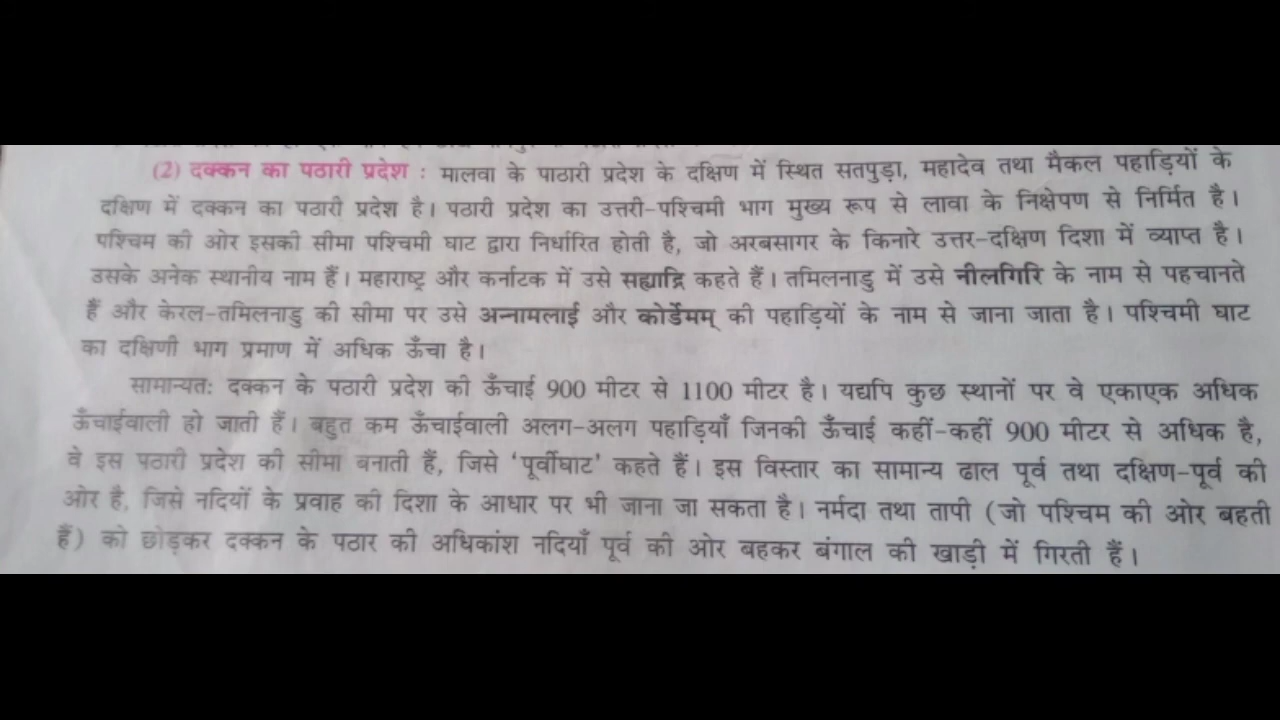 (2) दक्कन का पठारी प्रदेश : मालवा के पाठारी प्रदेश के दक्षिण में स्थित सतपुड़ा, महादेव तथा मैकल पहाड़ियों के
दक्षिण में दक्कन का पठारी प्रदेश है। पठारी प्रदेश का उत्तरी-पश्चिमी भाग मुख्य रूप से लावा के निक्षेपण से निर्मित है।
पश्चिम की ओर इसकी सीमा पश्चिमी घाट द्वारा निर्धारित होती है, जो अरबसागर के किनारे उत्तर-दक्षिण दिशा में व्याप्त है।
उसके अनेक स्थानीय नाम हैं। महाराष्ट्र और कर्नाटक में उसे सह्याद्रि कहते हैं। तमिलनाडु में उसे नीलगिरि के नाम से पहचानते
हैं और केरल-तमिलनाडु की सीमा पर उसे अन्नामलाई और कोर्डेमम् की पहाड़ियों के नाम से जाना जाता है। पश्चिमी घाट
का दक्षिणी भाग प्रमाण में अधिक ऊँचा है।
सामान्यतः दक्कन के पठारी प्रदेश की ऊँचाई 900 मीटर से 1100 मीटर है। यद्यपि कुछ स्थानों पर वे एकाएक अधिक
ऊँचाईवाली हो जाती हैं। बहुत कम ऊँचाईवाली अलग-अलग पहाड़ियाँ जिनकी ऊँचाई कहीं-कहीं 900 मीटर से अधिक है,
वे इस पठारी प्रदेश की सीमा बनाती हैं, जिसे 'पूर्वीघाट' कहते हैं। इस विस्तार का सामान्य ढाल पूर्व तथा दक्षिण-पूर्व की
ओर है, जिसे नदियों के प्रवाह की दिशा के आधार पर भी जाना जा सकता है। नर्मदा तथा तापी (जो पश्चिम की ओर बहती
हैं) को छोड़कर दक्कन के पठार की अधिकांश नदियाँ पूर्व की ओर बहकर बंगाल की खाड़ी में गिरती हैं।